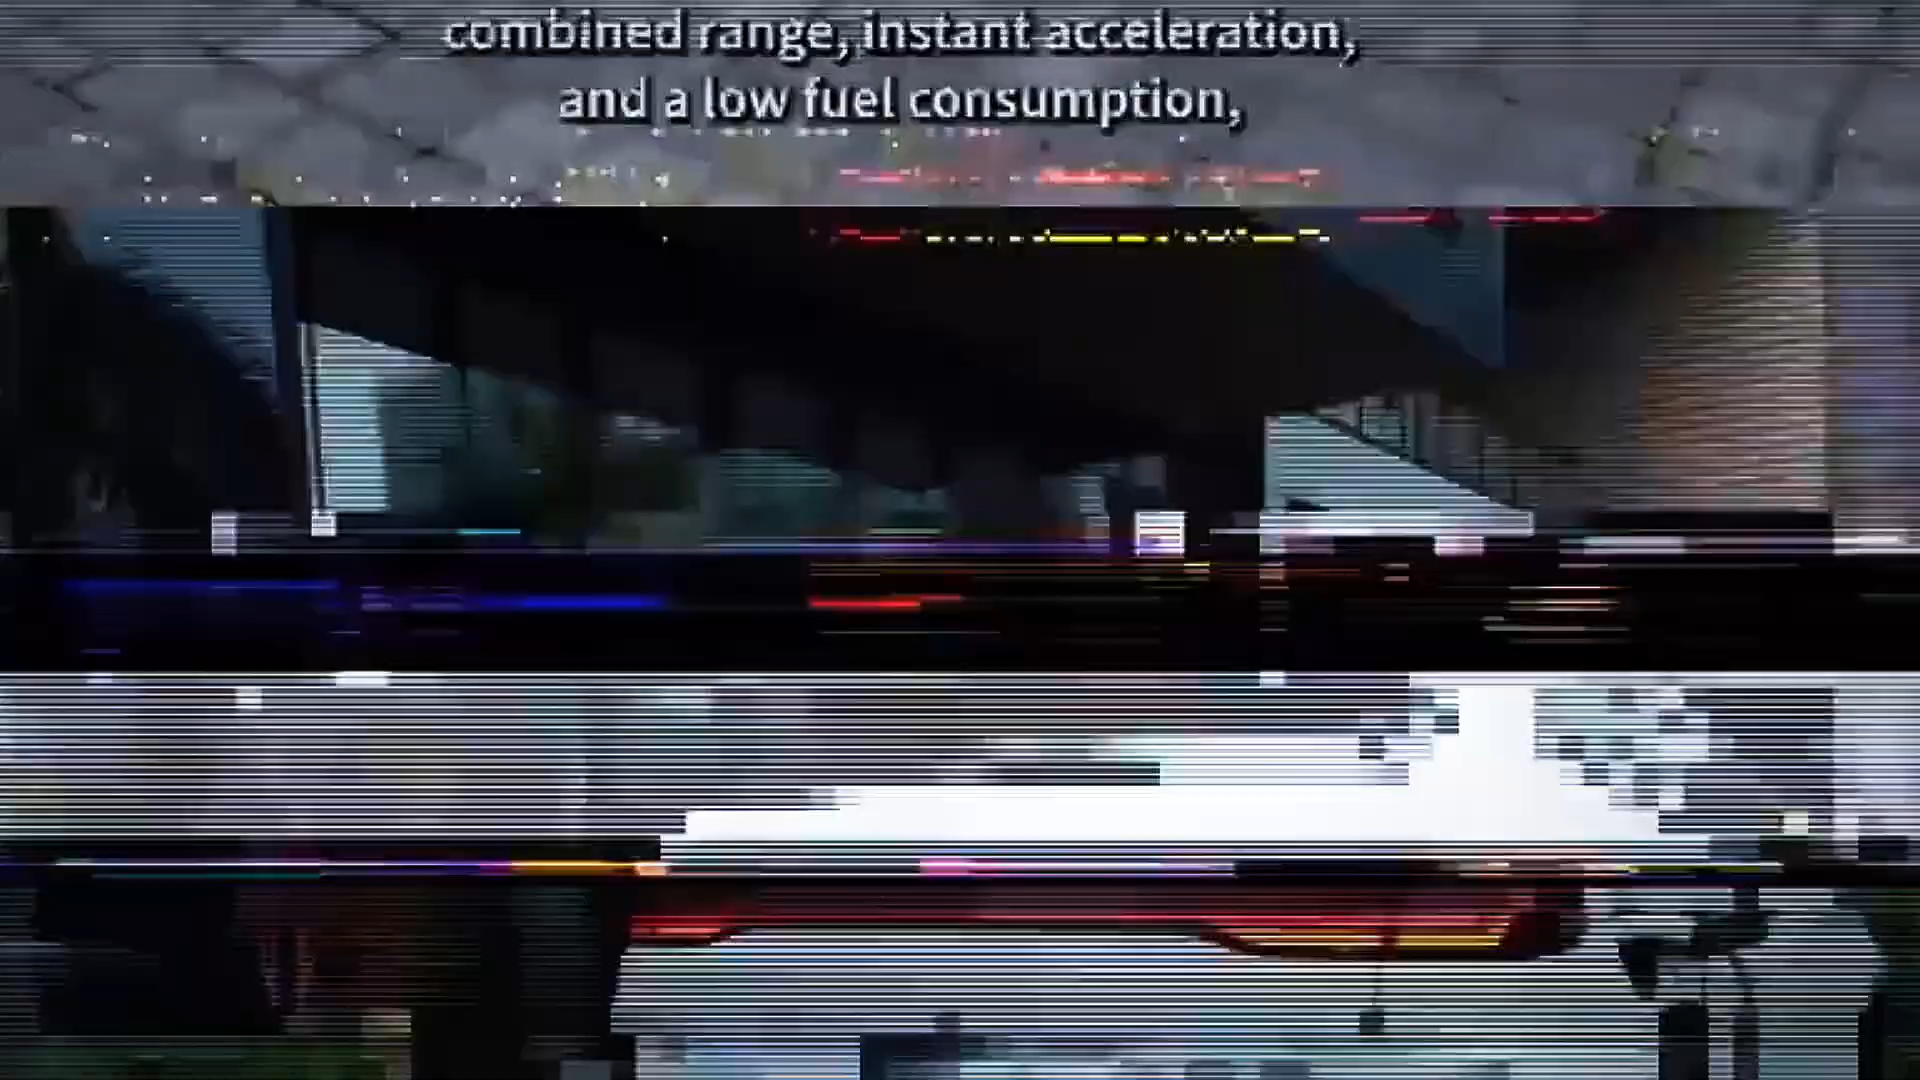 combined range, instant acceleration,
and a low fuel consumption,